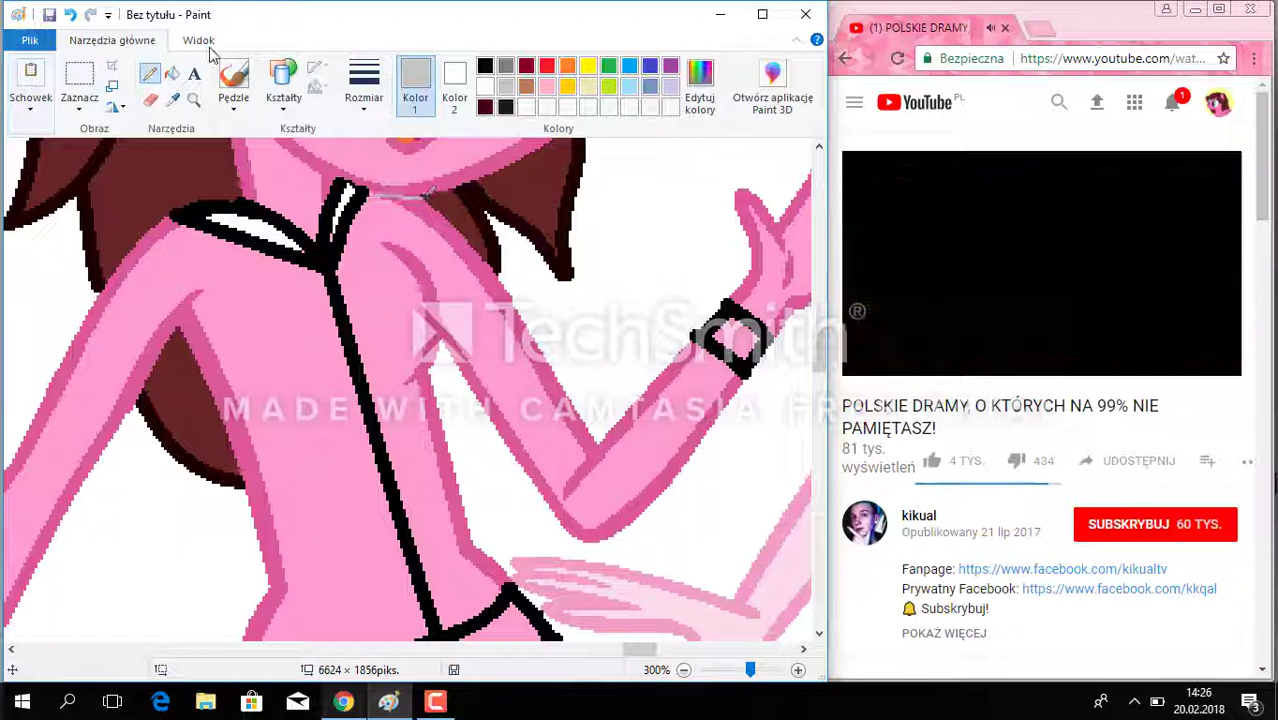 Bez tytułu - Paint
Plik
Narzędzia główne
Widok
Schowek
Zaznacz
Obraz
Narzędzia
Pędzle
Kształty
Kształty
Rozmiar
Kolor
1
Kolor
2
Edytuj
kolory
Otwórz aplikację
Paint 3D
Kolory
TechSmith®
MADE WITH CAMTASIA FR
6624 × 1856piks.
300%
(1) POLSKIE DRAMY
Bezpieczna
https://www.youtube.com/wat
YouTube PL
1
POLSKIE DRAMY, O KTÓRYCH NA 99% NIE
PAMIĘTASZ!
81 tys.
wyświetleń
4 TYS.
434
UDOSTĘPNIJ
kikual
Opublikowany 21 lip 2017
SUBSKRYBUJ 60 TYS.
Fanpage: https://www.facebook.com/kikualtv
Prywatny Facebook: https://www.facebook.com/kkqal
🔔 Subskrybuj!
POKAŻ WIĘCEJ
14:26
20.02.2018
3